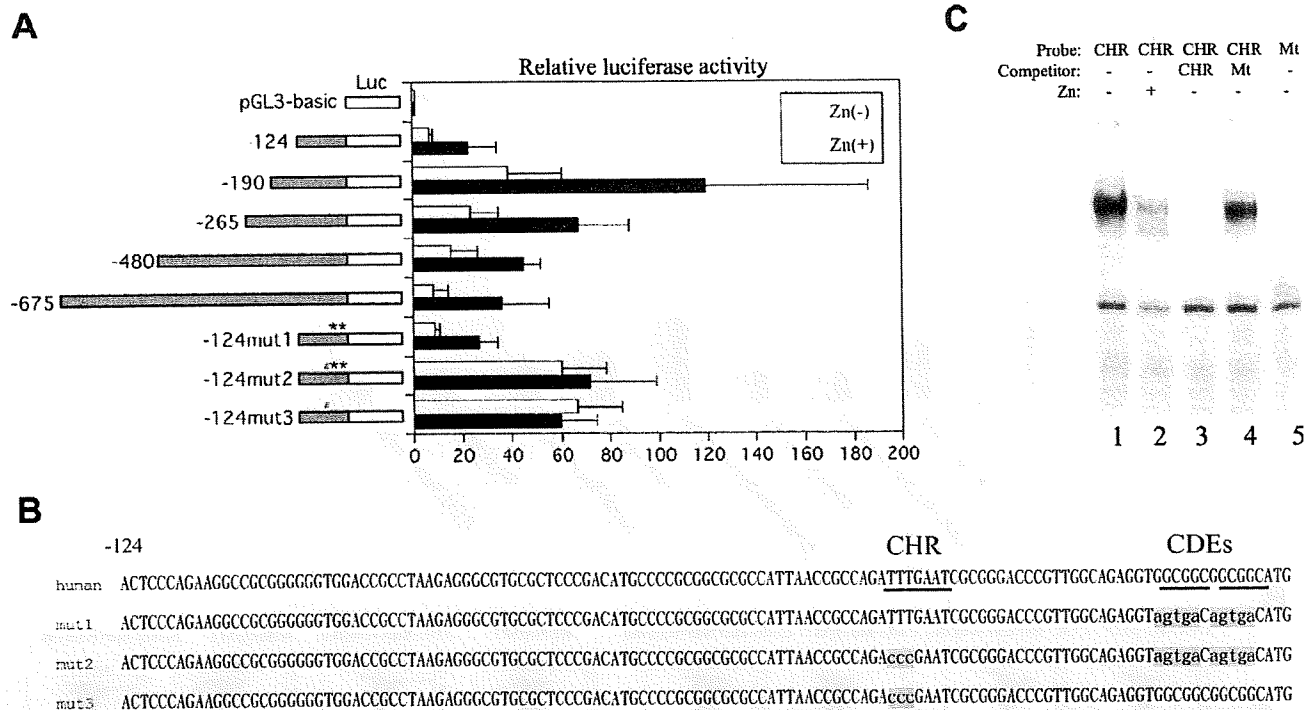 A
Relative luciferase activity
Luc
pGL3-basic
-124
-190
-265
-480
-675
-124mut1
**
-124mut2
#**
-124mut3
#
Zn(-)
Zn(+)
0 20 40 60 80 100 120 140 160 180 200
C
Probe: CHR CHR CHR CHR Mt
Competitor: - - CHR Mt -
Zn: - + - - -
1 2 3 4 5
B
-124
CHR CDEs
human ACTCCCAGAAGGCCGCGGGGGGTGGACCGCCTAAGAGGGCGTGCGCTCCCGACATGCCCCGCGGCGCGCCATTAACCGCCAGATTTGAATCGCGGGACCCGTTGGCAGAGGTGGCGGCGGCGGCATG
mut1 ACTCCCAGAAGGCCGCGGGGGGTGGACCGCCTAAGAGGGCGTGCGCTCCCGACATGCCCCGCGGCGCGCCATTAACCGCCAGATTTGAATCGCGGGACCCGTTGGCAGAGGTagtgaCagtgaCATG
mut2 ACTCCCAGAAGGCCGCGGGGGGTGGACCGCCTAAGAGGGCGTGCGCTCCCGACATGCCCCGCGGCGCGCCATTAACCGCCAGAcccGAATCGCGGGACCCGTTGGCAGAGGTagtgaCagtgaCATG
mut3 ACTCCCAGAAGGCCGCGGGGGGTGGACCGCCTAAGAGGGCGTGCGCTCCCGACATGCCCCGCGGCGCGCCATTAACCGCCAGAcccGAATCGCGGGACCCGTTGGCAGAGGTGGCGGCGGCGGCATG